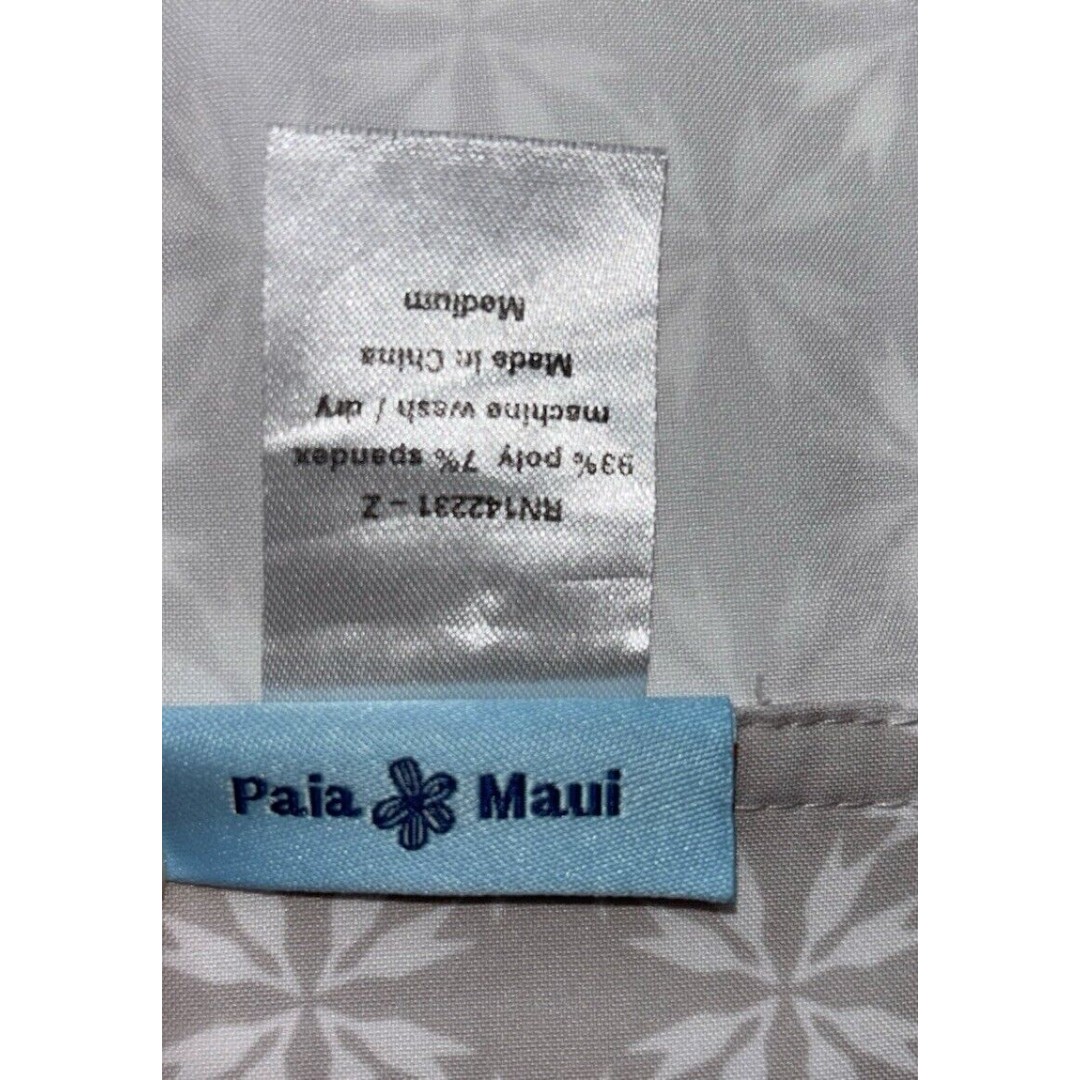 RN142231 - Z
93% poly 7% spandex
machine wash / dry
Made in China
Medium
Paia Maui